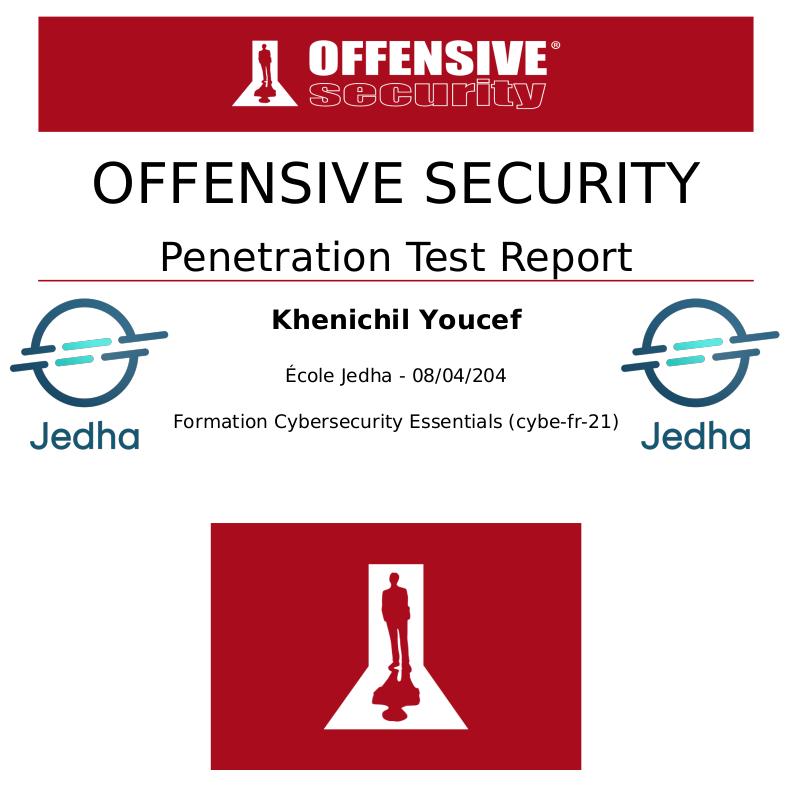 OFFENSIVE®
security
OFFENSIVE SECURITY
Penetration Test Report
Khenichil Youcef
École Jedha - 08/04/204
Formation Cybersecurity Essentials (cybe-fr-21)
Jedha
Jedha